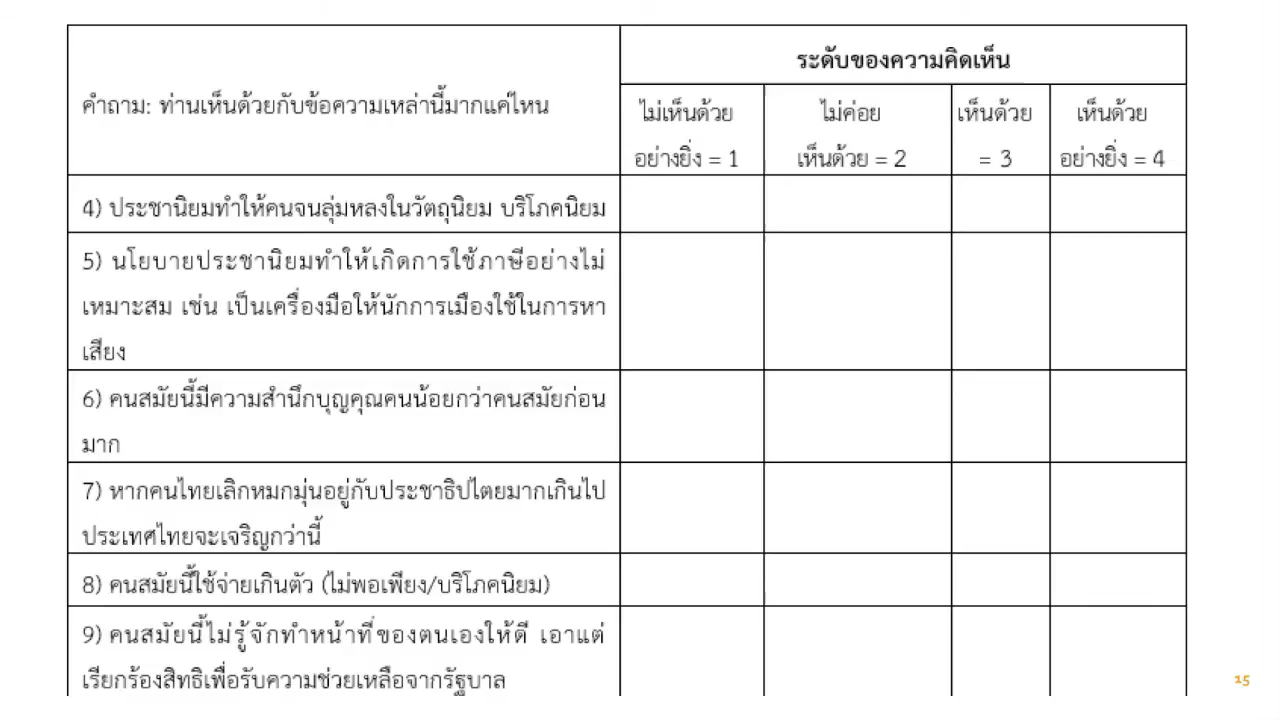 ระดับของความคิดเห็น
คำถาม: ท่านเห็นด้วยกับข้อความเหล่านี้มากแค่ไหน
ไม่เห็นด้วย
อย่างยิ่ง = 1
ไม่ค่อย
เห็นด้วย = 2
เห็นด้วย
= 3
เห็นด้วย
อย่างยิ่ง = 4
4) ประชานิยมทำให้คนจนลุ่มหลงในวัตถุนิยม บริโภคนิยม
5) นโยบายประชานิยมทำให้เกิดการใช้ภาษีอย่างไม่
เหมาะสม เช่น เป็นเครื่องมือให้นักการเมืองใช้ในการหา
เสียง
6) คนสมัยนี้มีความสำนึกบุญคุณคนน้อยกว่าคนสมัยก่อน
มาก
7) หากคนไทยเลิกหมกมุ่นอยู่กับประชาธิปไตยมากเกินไป
ประเทศไทยจะเจริญกว่านี้
8) คนสมัยนี้ใช้จ่ายเกินตัว (ไม่พอเพียง/บริโภคนิยม)
9) คนสมัยนี้ไม่รู้จักทำหน้าที่ของตนเองให้ดี เอาแต่
เรียกร้องสิทธิเพื่อรับความช่วยเหลือจากรัฐบาล
15